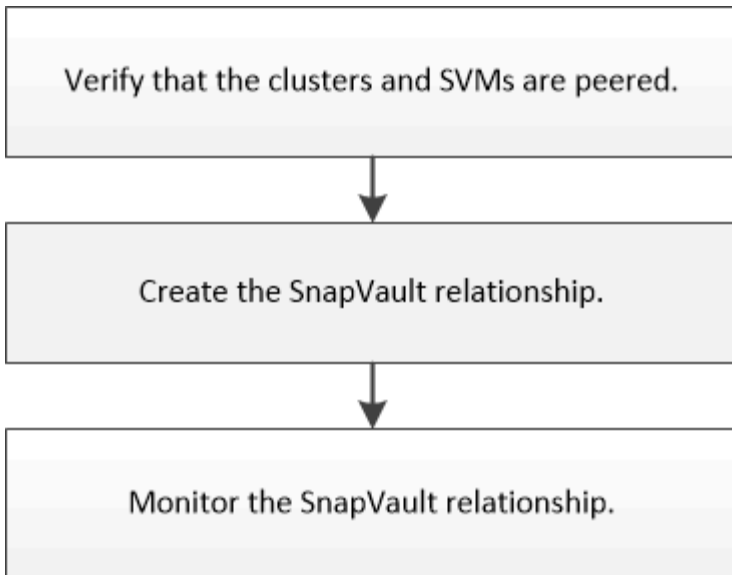 Verify that the clusters and SVMs are peered.
Create the SnapVault relationship.
Monitor the SnapVault relationship.